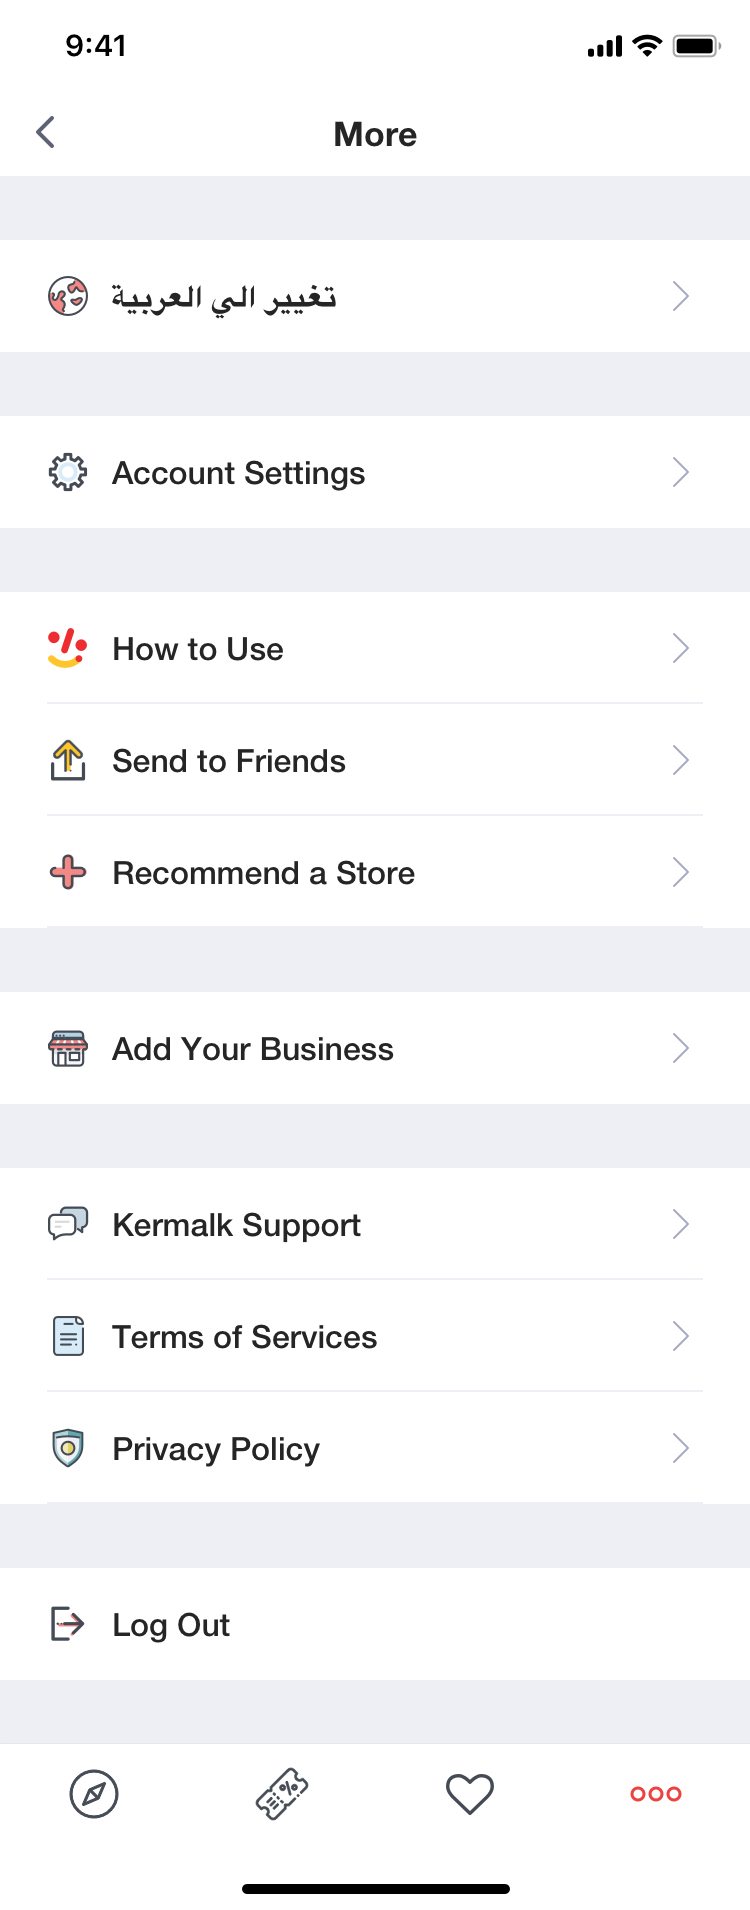 9:41
More
تغيير الي العربية
Account Settings
How to Use
Send to Friends
Recommend a Store
Add Your Business
Kermalk Support
Terms of Services
Privacy Policy
Log Out